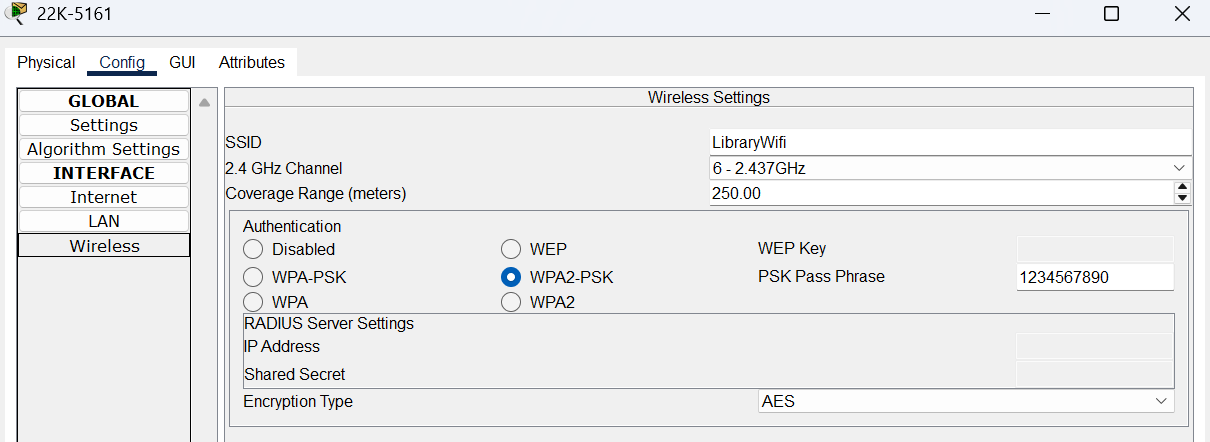 22K-5161
Physical Config GUI Attributes
GLOBAL
Settings
Algorithm Settings
INTERFACE
Internet
LAN
Wireless
Wireless Settings
SSID LibraryWifi
2.4 GHz Channel 6 - 2.437GHz
Coverage Range (meters) 250.00
Authentication
Disabled WEP WEP Key
WPA-PSK WPA2-PSK PSK Pass Phrase 1234567890
WPA WPA2
RADIUS Server Settings
IP Address
Shared Secret
Encryption Type AES